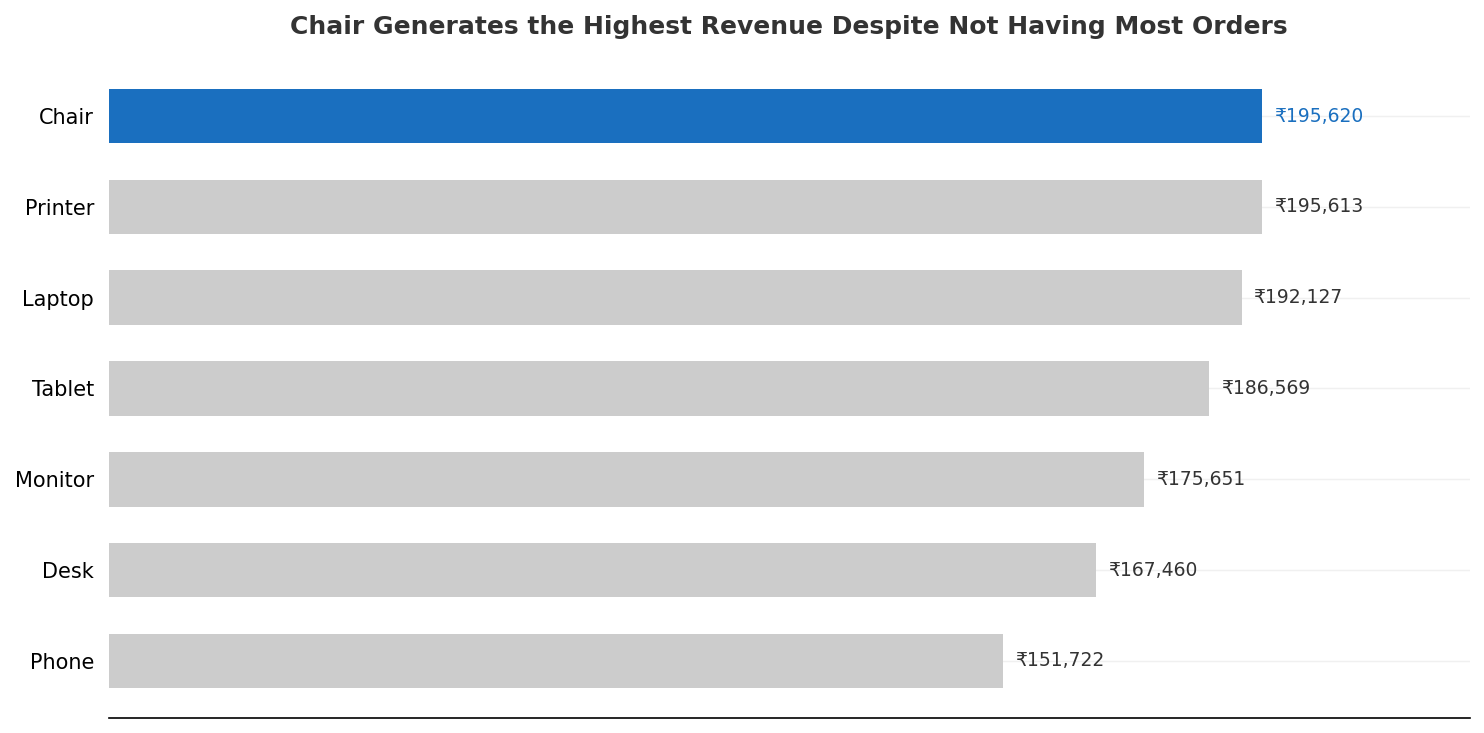 Chair Generates the Highest Revenue Despite Not Having Most Orders
Chair ₹195,620
Printer ₹195,613
Laptop ₹192,127
Tablet ₹186,569
Monitor ₹175,651
Desk ₹167,460
Phone ₹151,722